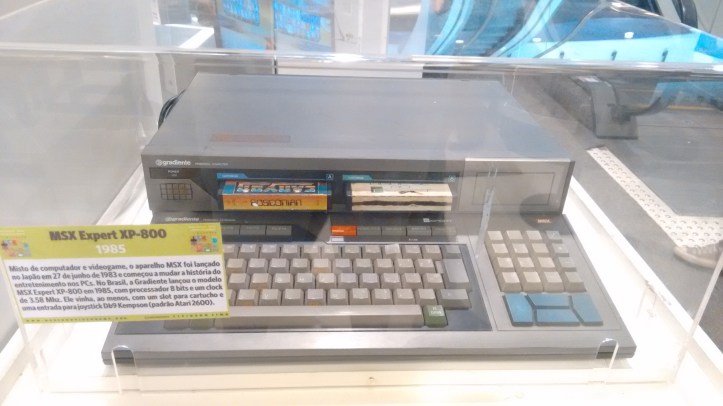 gradiente
gradiente
MSX Expert XP-800
1985
Misto de computador e videogame, o aparelho MSX foi lançado
no Japão em 27 de junho de 1983 e começou a mudar a história do
entretenimento nos PCs. No Brasil, a Gradiente lançou o modelo
MSX Expert XP-800 em 1985, com processador 8 bits e um clock
de 3.58 Mhz. Ele vinha, ao menos, com um slot para cartucho e
uma entrada para joystick Db9 Kempston (padrão Atari 2600).